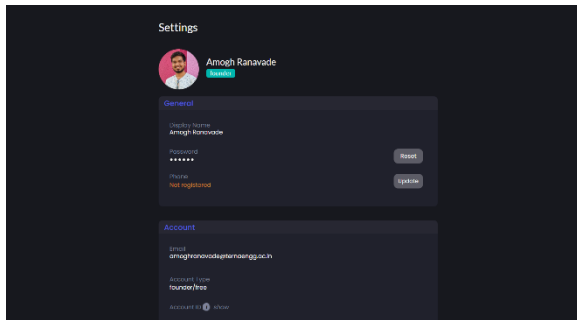 Settings
Amogh Ranavade
founder
General
Display Name
Amogh Ranavade
Password
••••••
Reset
Phone
Not registered
Update
Account
Email
amoghranavade@ternaengg.ac.in
Account Type
founder/free
Account ID i show